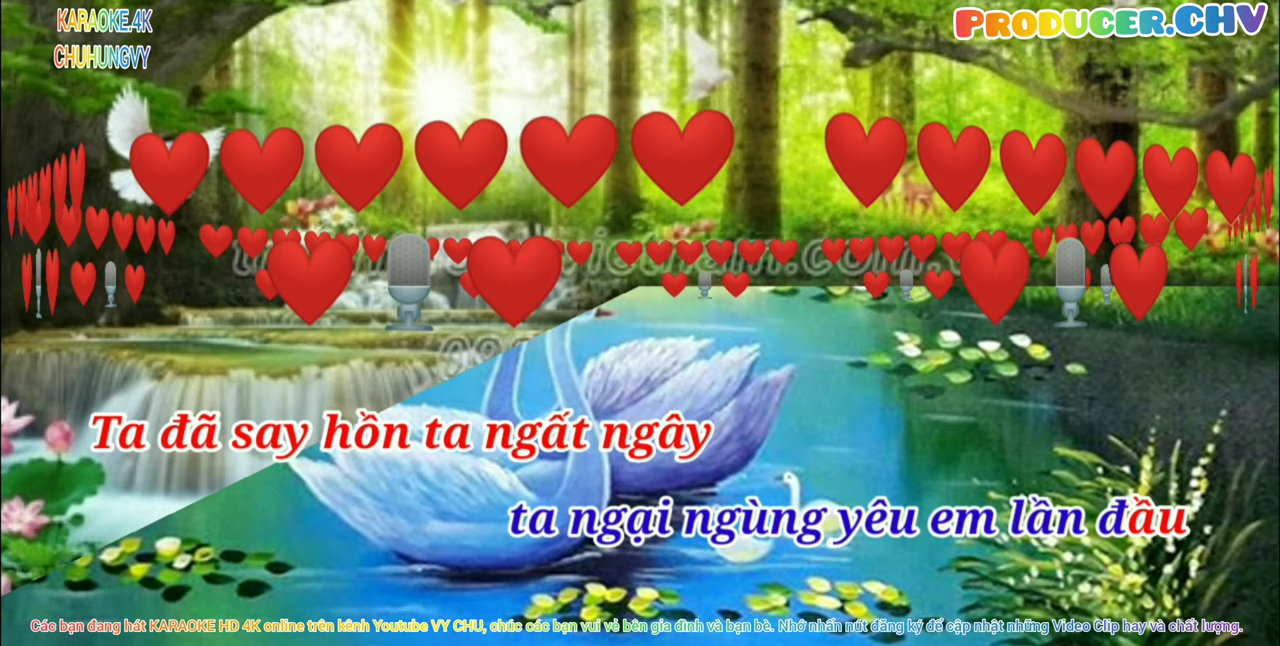 KARAOKE.4K
CHUHUNGVY
PRODUCER.CHV
Ta đã say hồn ta ngất ngây
ta ngại ngùng yêu em lần đầu
Các bạn đang hát KARAOKE HD 4K online trên kênh Youtube VY CHU, chúc các bạn vui vẻ bên gia đình và bạn bè. Nhớ nhấn nút đăng ký để cập nhật những Video Clip hay và chất lượng.